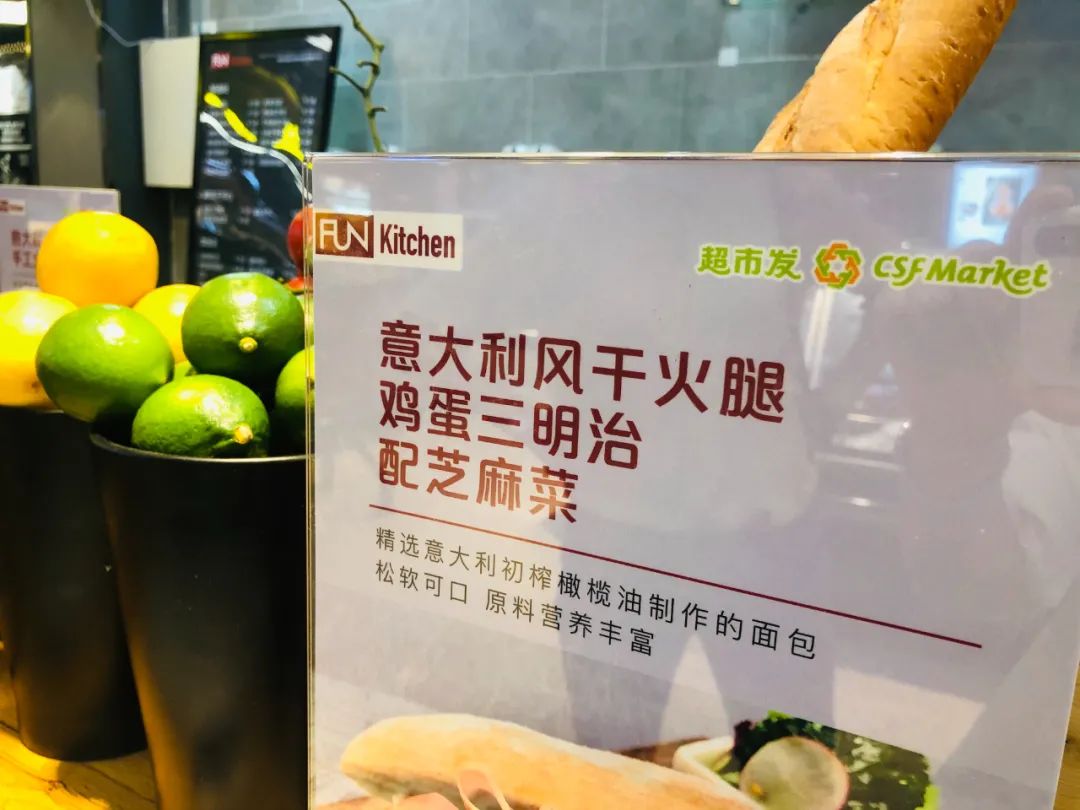 FUN Kitchen
超市发 CSF Market
意大利风干火腿
鸡蛋三明治
配芝麻菜
精选意大利初榨橄榄油制作的面包
松软可口 原料营养丰富
FUN